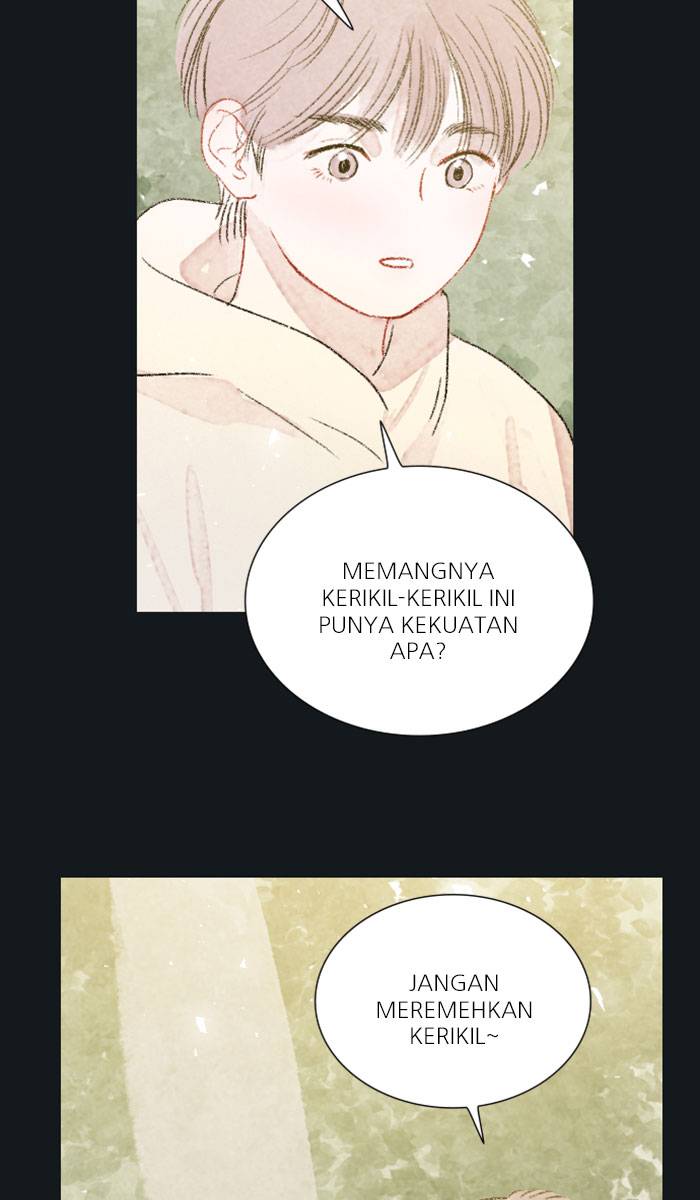 MEMANGNYA
KERIKIL-KERIKIL INI
PUNYA KEKUATAN
APA?
JANGAN
MEREMEHKAN
KERIKIL~